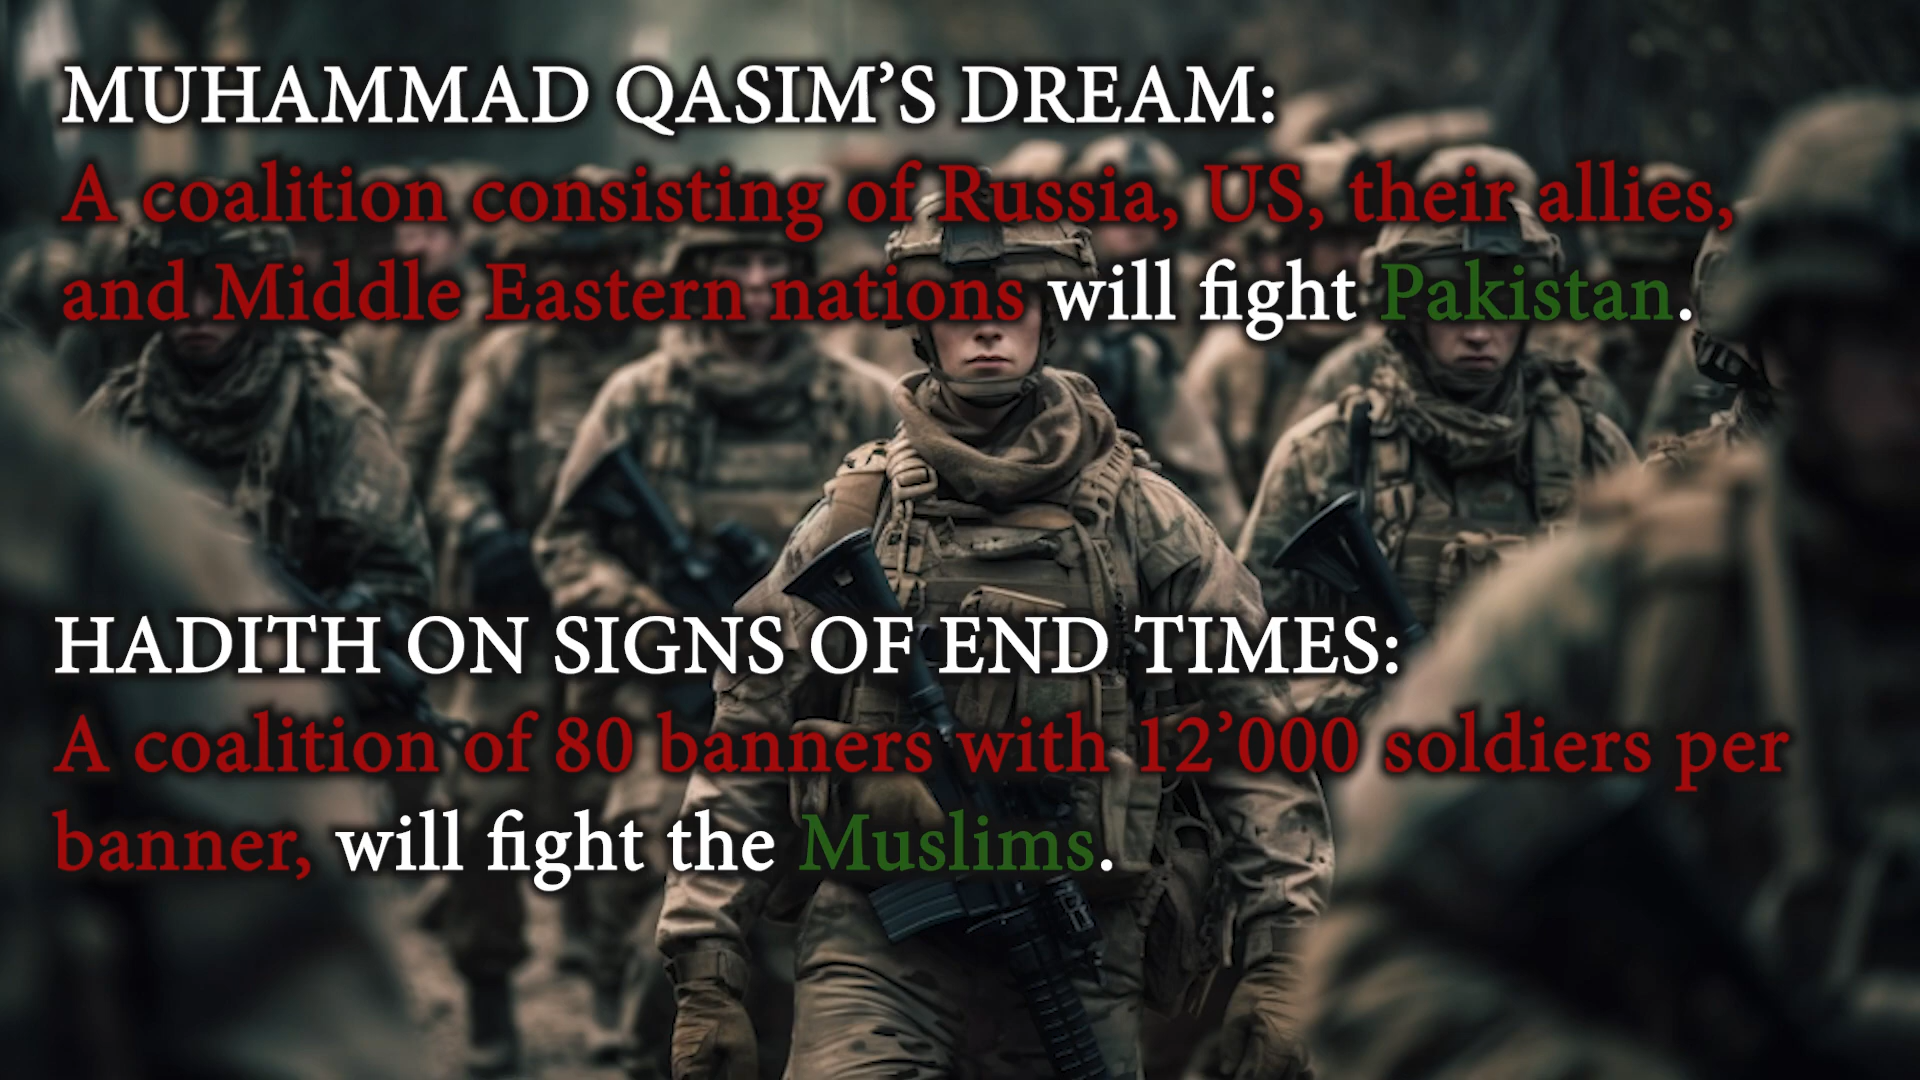 MUHAMMAD QASIM’S DREAM:
A coalition consisting of Russia, US, their allies,
and Middle Eastern nations will fight Pakistan.
HADITH ON SIGNS OF END TIMES:
A coalition of 80 banners with 12’000 soldiers per
banner, will fight the Muslims.